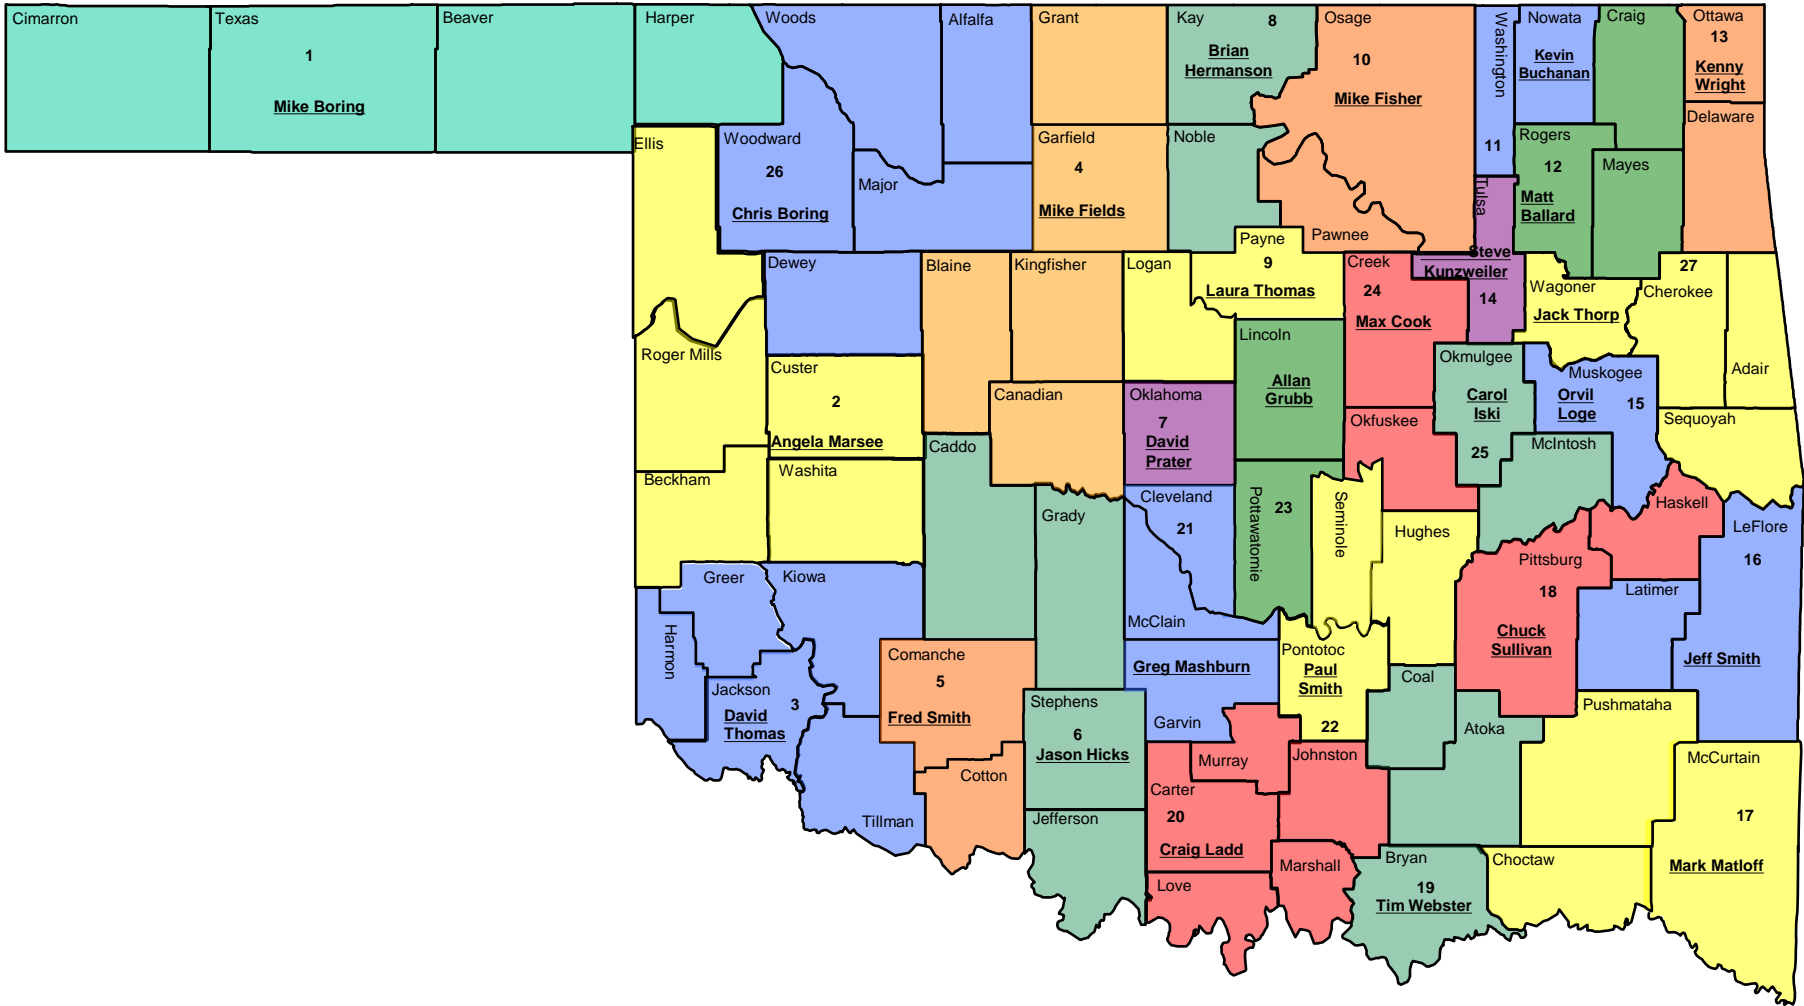 Cimarron
Texas
1
Mike Boring
Beaver
Harper
Woods
Alfalfa
Grant
Kay
8
Brian
Hermanson
Osage
10
Mike Fisher
Washington
11
Nowata
Kevin
Buchanan
Craig
Ottawa
13
Kenny
Wright
Delaware
Ellis
Woodward
26
Chris Boring
Major
Garfield
4
Mike Fields
Noble
Pawnee
Rogers
12
Matt
Ballard
Mayes
Tulsa
Steve
Kunzweiler
14
Dewey
Blaine
Kingfisher
Logan
Payne
9
Laura Thomas
Creek
24
Max Cook
Wagoner
Jack Thorp
27
Cherokee
Adair
Roger Mills
Custer
2
Angela Marsee
Canadian
Oklahoma
7
David
Prater
Lincoln
Allan
Grubb
Okmulgee
Carol
Iski
25
Muskogee
Orvil
Loge
15
Okfuskee
McIntosh
Sequoyah
Beckham
Washita
Caddo
Grady
Cleveland
21
Pottawatomie
23
Seminole
Hughes
Haskell
LeFlore
16
Jeff Smith
Pittsburg
18
Chuck
Sullivan
Latimer
Greer
Kiowa
Harmon
Jackson
3
David
Thomas
Comanche
5
Fred Smith
McClain
Greg Mashburn
Garvin
Pontotoc
Paul
Smith
22
Coal
Atoka
Pushmataha
Stephens
6
Jason Hicks
Murray
Johnston
McCurtain
17
Mark Matloff
Cotton
Tillman
Jefferson
Carter
20
Craig Ladd
Love
Marshall
Bryan
19
Tim Webster
Choctaw